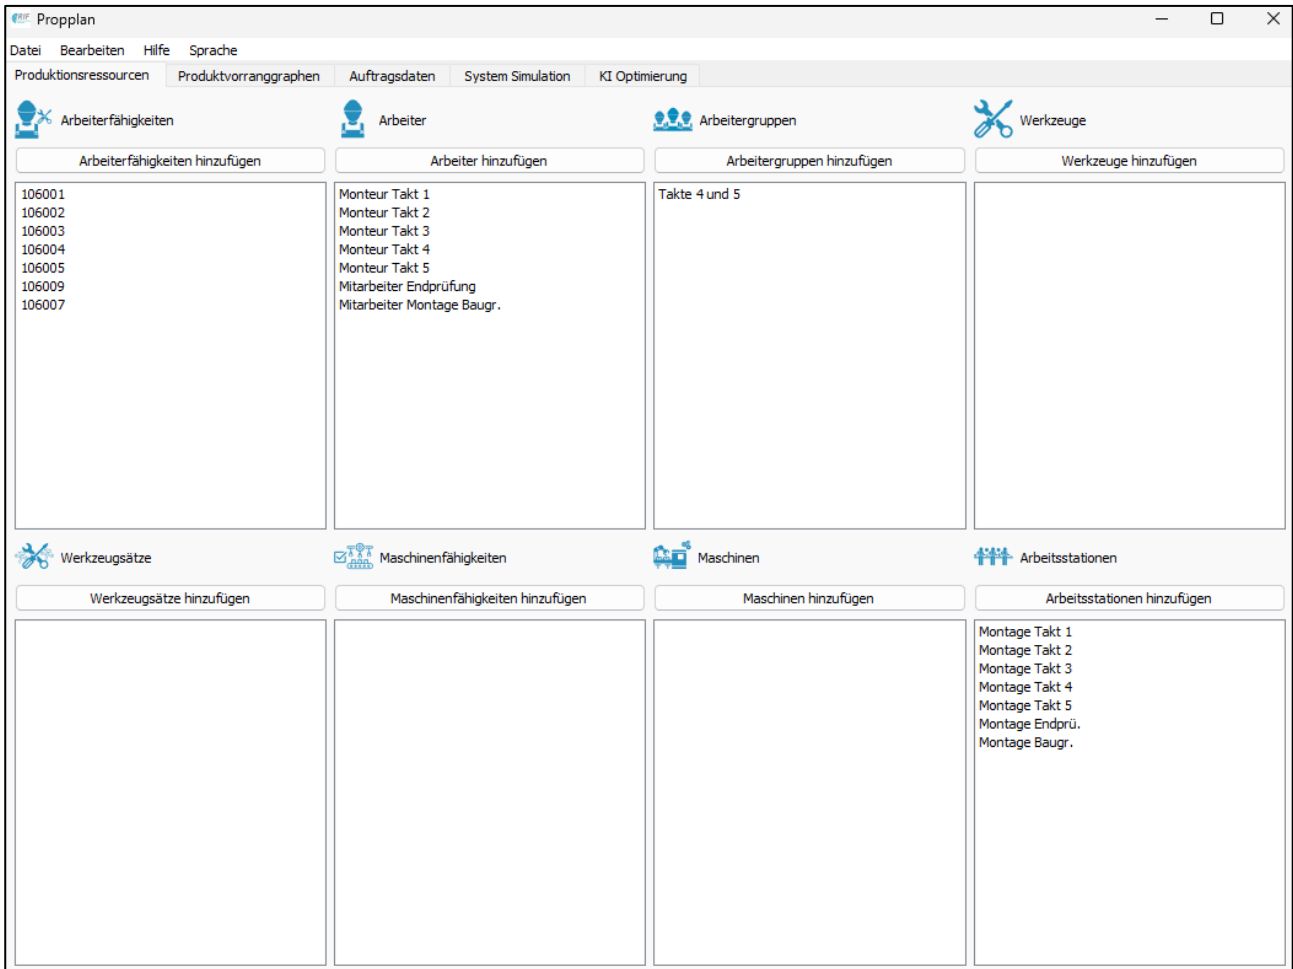 RIF Propplan
Datei Bearbeiten Hilfe Sprache
Produktionsressourcen Produktvorranggraphen Auftragsdaten System Simulation KI Optimierung
Arbeiterfähigkeiten Arbeiter Arbeitergruppen Werkzeuge
Arbeiterfähigkeiten hinzufügen Arbeiter hinzufügen Arbeitergruppen hinzufügen Werkzeuge hinzufügen
106001
106002
106003
106004
106005
106009
106007
Monteur Takt 1
Monteur Takt 2
Monteur Takt 3
Monteur Takt 4
Monteur Takt 5
Mitarbeiter Endprüfung
Mitarbeiter Montage Baugr.
Takte 4 und 5
Werkzeugsätze Maschinenfähigkeiten Maschinen Arbeitsstationen
Werkzeugsätze hinzufügen Maschinenfähigkeiten hinzufügen Maschinen hinzufügen Arbeitsstationen hinzufügen
Montage Takt 1
Montage Takt 2
Montage Takt 3
Montage Takt 4
Montage Takt 5
Montage Endprü.
Montage Baugr.